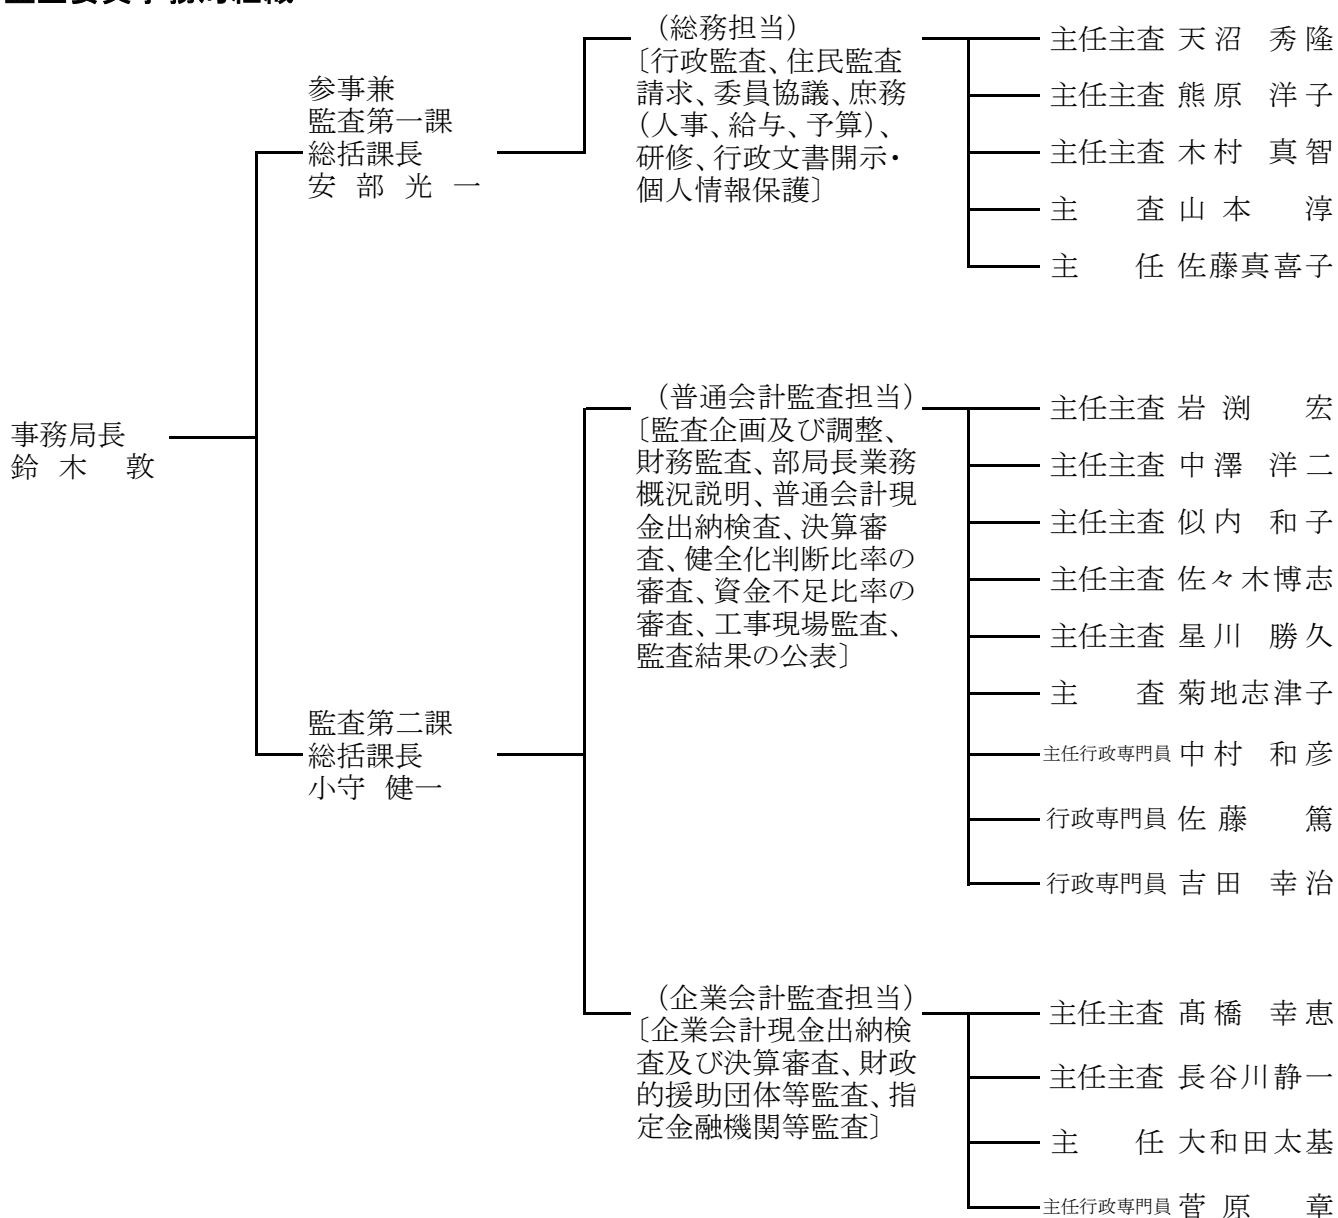 事務局長
鈴木 敦
参事兼
監査第一課
総括課長
安部光一
(総務担当)
〔行政監査、住民監査
請求、委員協議、庶務
(人事、給与、予算)、
研修、行政文書開示・
個人情報保護〕
主任主査 天沼 秀隆
主任主査 熊原 洋子
主任主査 木村 真智
主 査 山本 淳
主 任 佐藤真喜子
監査第二課
総括課長
小守 健一
(普通会計監査担当)
〔監査企画及び調整、
財務監査、部局長業務
概況説明、普通会計現
金出納検査、決算審
査、健全化判断比率の
審査、資金不足比率の
審査、工事現場監査、
監査結果の公表〕
主任主査 岩渕 宏
主任主査 中澤 洋二
主任主査 似内 和子
主任主査 佐々木博志
主任主査 星川 勝久
主 査 菊地志津子
主任行政専門員 中村 和彦
行政専門員 佐藤 篤
行政専門員 吉田 幸治
(企業会計監査担当)
〔企業会計現金出納検
査及び決算審査、財政
的援助団体等監査、指
定金融機関等監査〕
主任主査 髙橋 幸恵
主任主査 長谷川静一
主 任 大和田太基
主任行政専門員 菅原 章